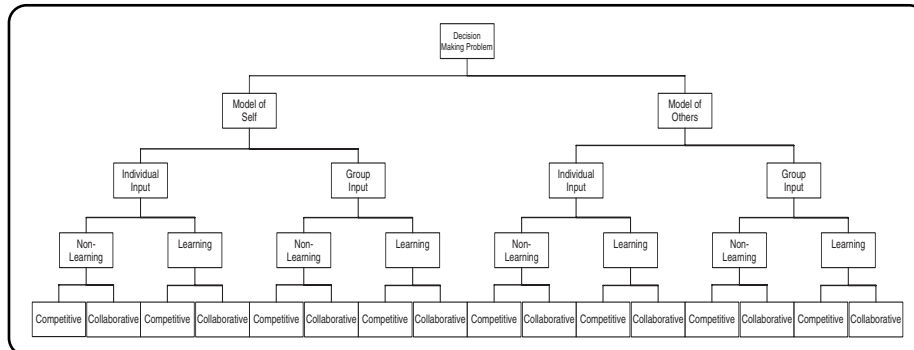 Decision
Making Problem
Model of
Self
Model of
Others
Individual
Input
Group
Input
Individual
Input
Group
Input
Non-
Learning
Learning
Non-
Learning
Learning
Non-
Learning
Learning
Non-
Learning
Learning
Competitive
Collaborative
Competitive
Collaborative
Competitive
Collaborative
Competitive
Collaborative
Competitive
Collaborative
Competitive
Collaborative
Competitive
Collaborative
Competitive
Collaborative